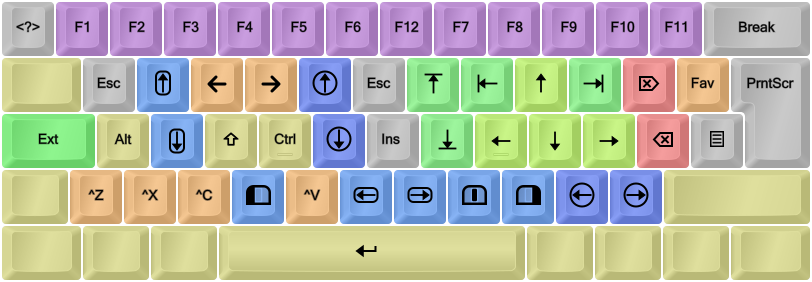 <?> F1 F2 F3 F4 F5 F6 F12 F7 F8 F9 F10 F11 Break
Esc Esc Fav PrntScr
Ext Alt Ctrl Ins
^Z ^X ^C ^V